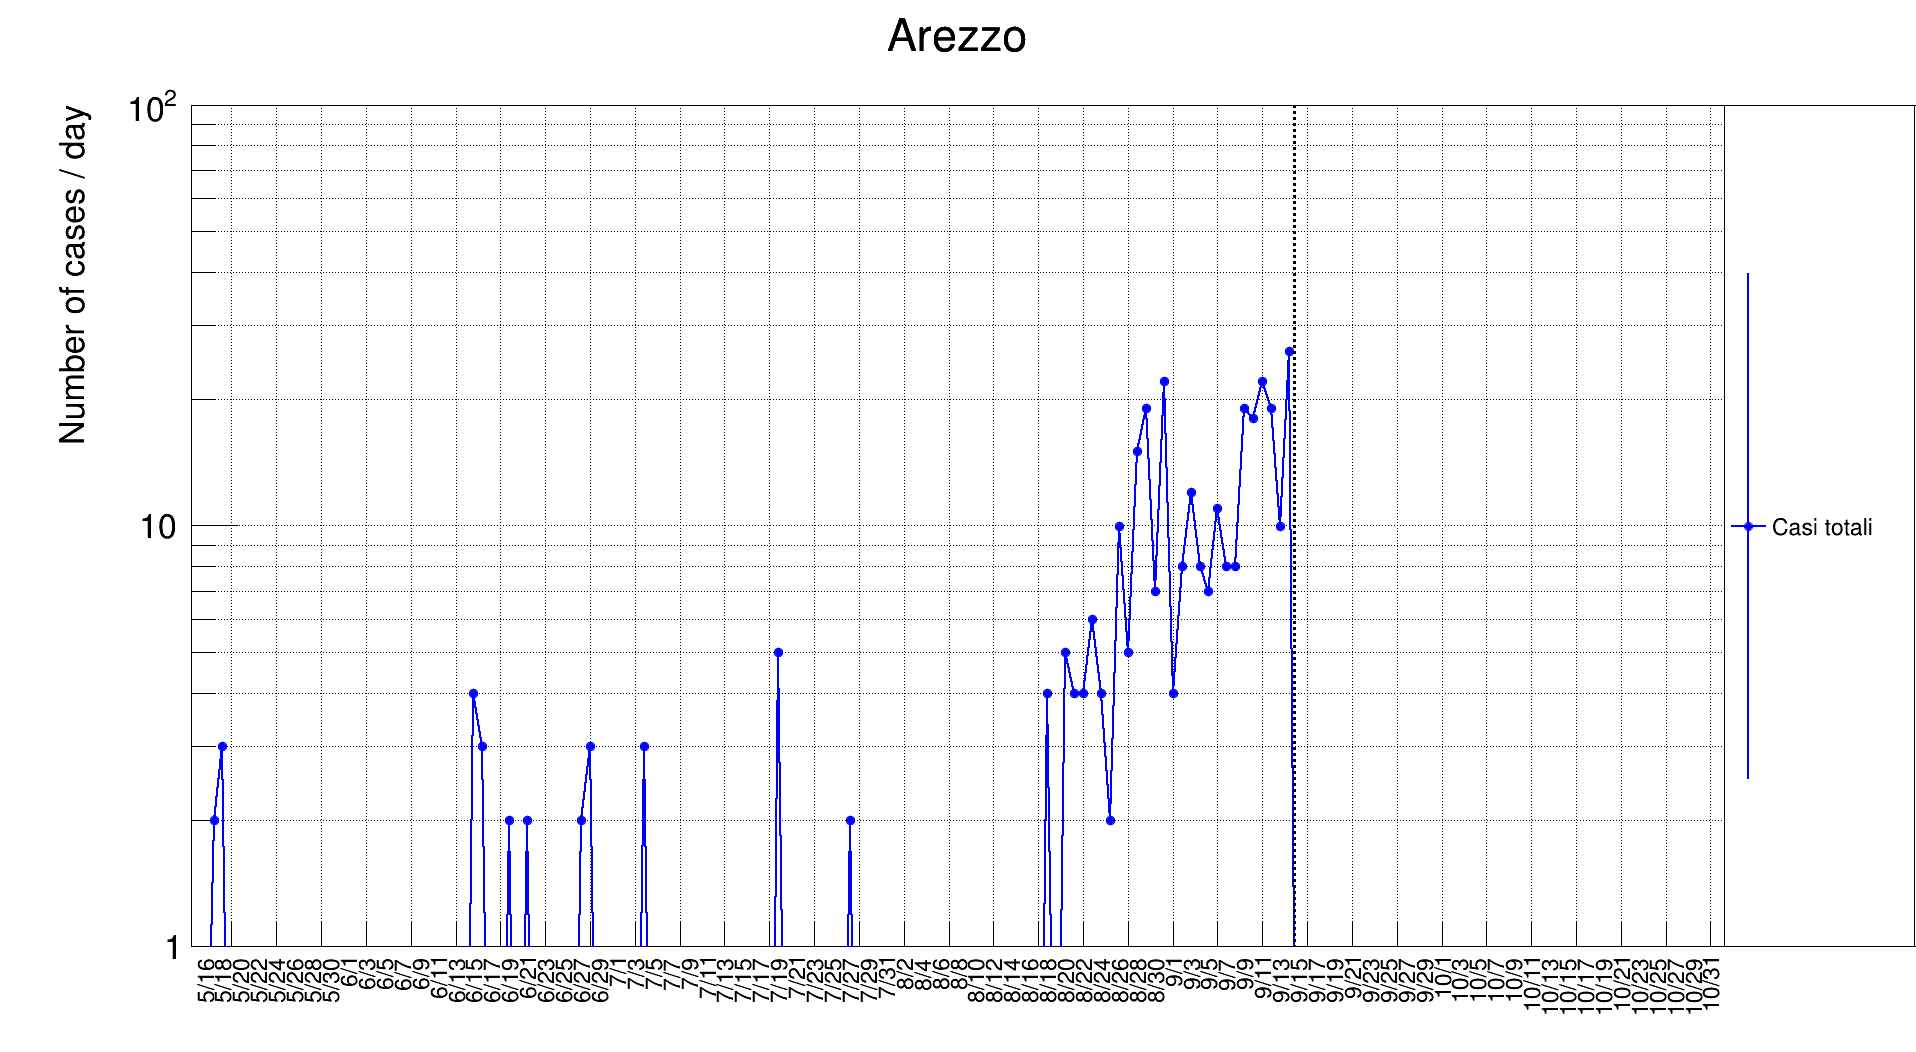 Arezzo
Number of cases / day
10²
10
1
Casi totali
5/16 5/18 5/20 5/22 5/24 5/26 5/28 5/30 6/1 6/3 6/5 6/7 6/9 6/11 6/13 6/15 6/17 6/19 6/21 6/23 6/25 6/27 6/29 7/1 7/3 7/5 7/7 7/9 7/11 7/13 7/15 7/17 7/19 7/21 7/23 7/25 7/27 7/29 7/31 8/2 8/4 8/6 8/8 8/10 8/12 8/14 8/16 8/18 8/20 8/22 8/24 8/26 8/28 8/30 9/1 9/3 9/5 9/7 9/9 9/11 9/13 9/15 9/17 9/19 9/21 9/23 9/25 9/27 9/29 10/1 10/3 10/5 10/7 10/9 10/11 10/13 10/15 10/17 10/19 10/21 10/23 10/25 10/27 10/29 10/31